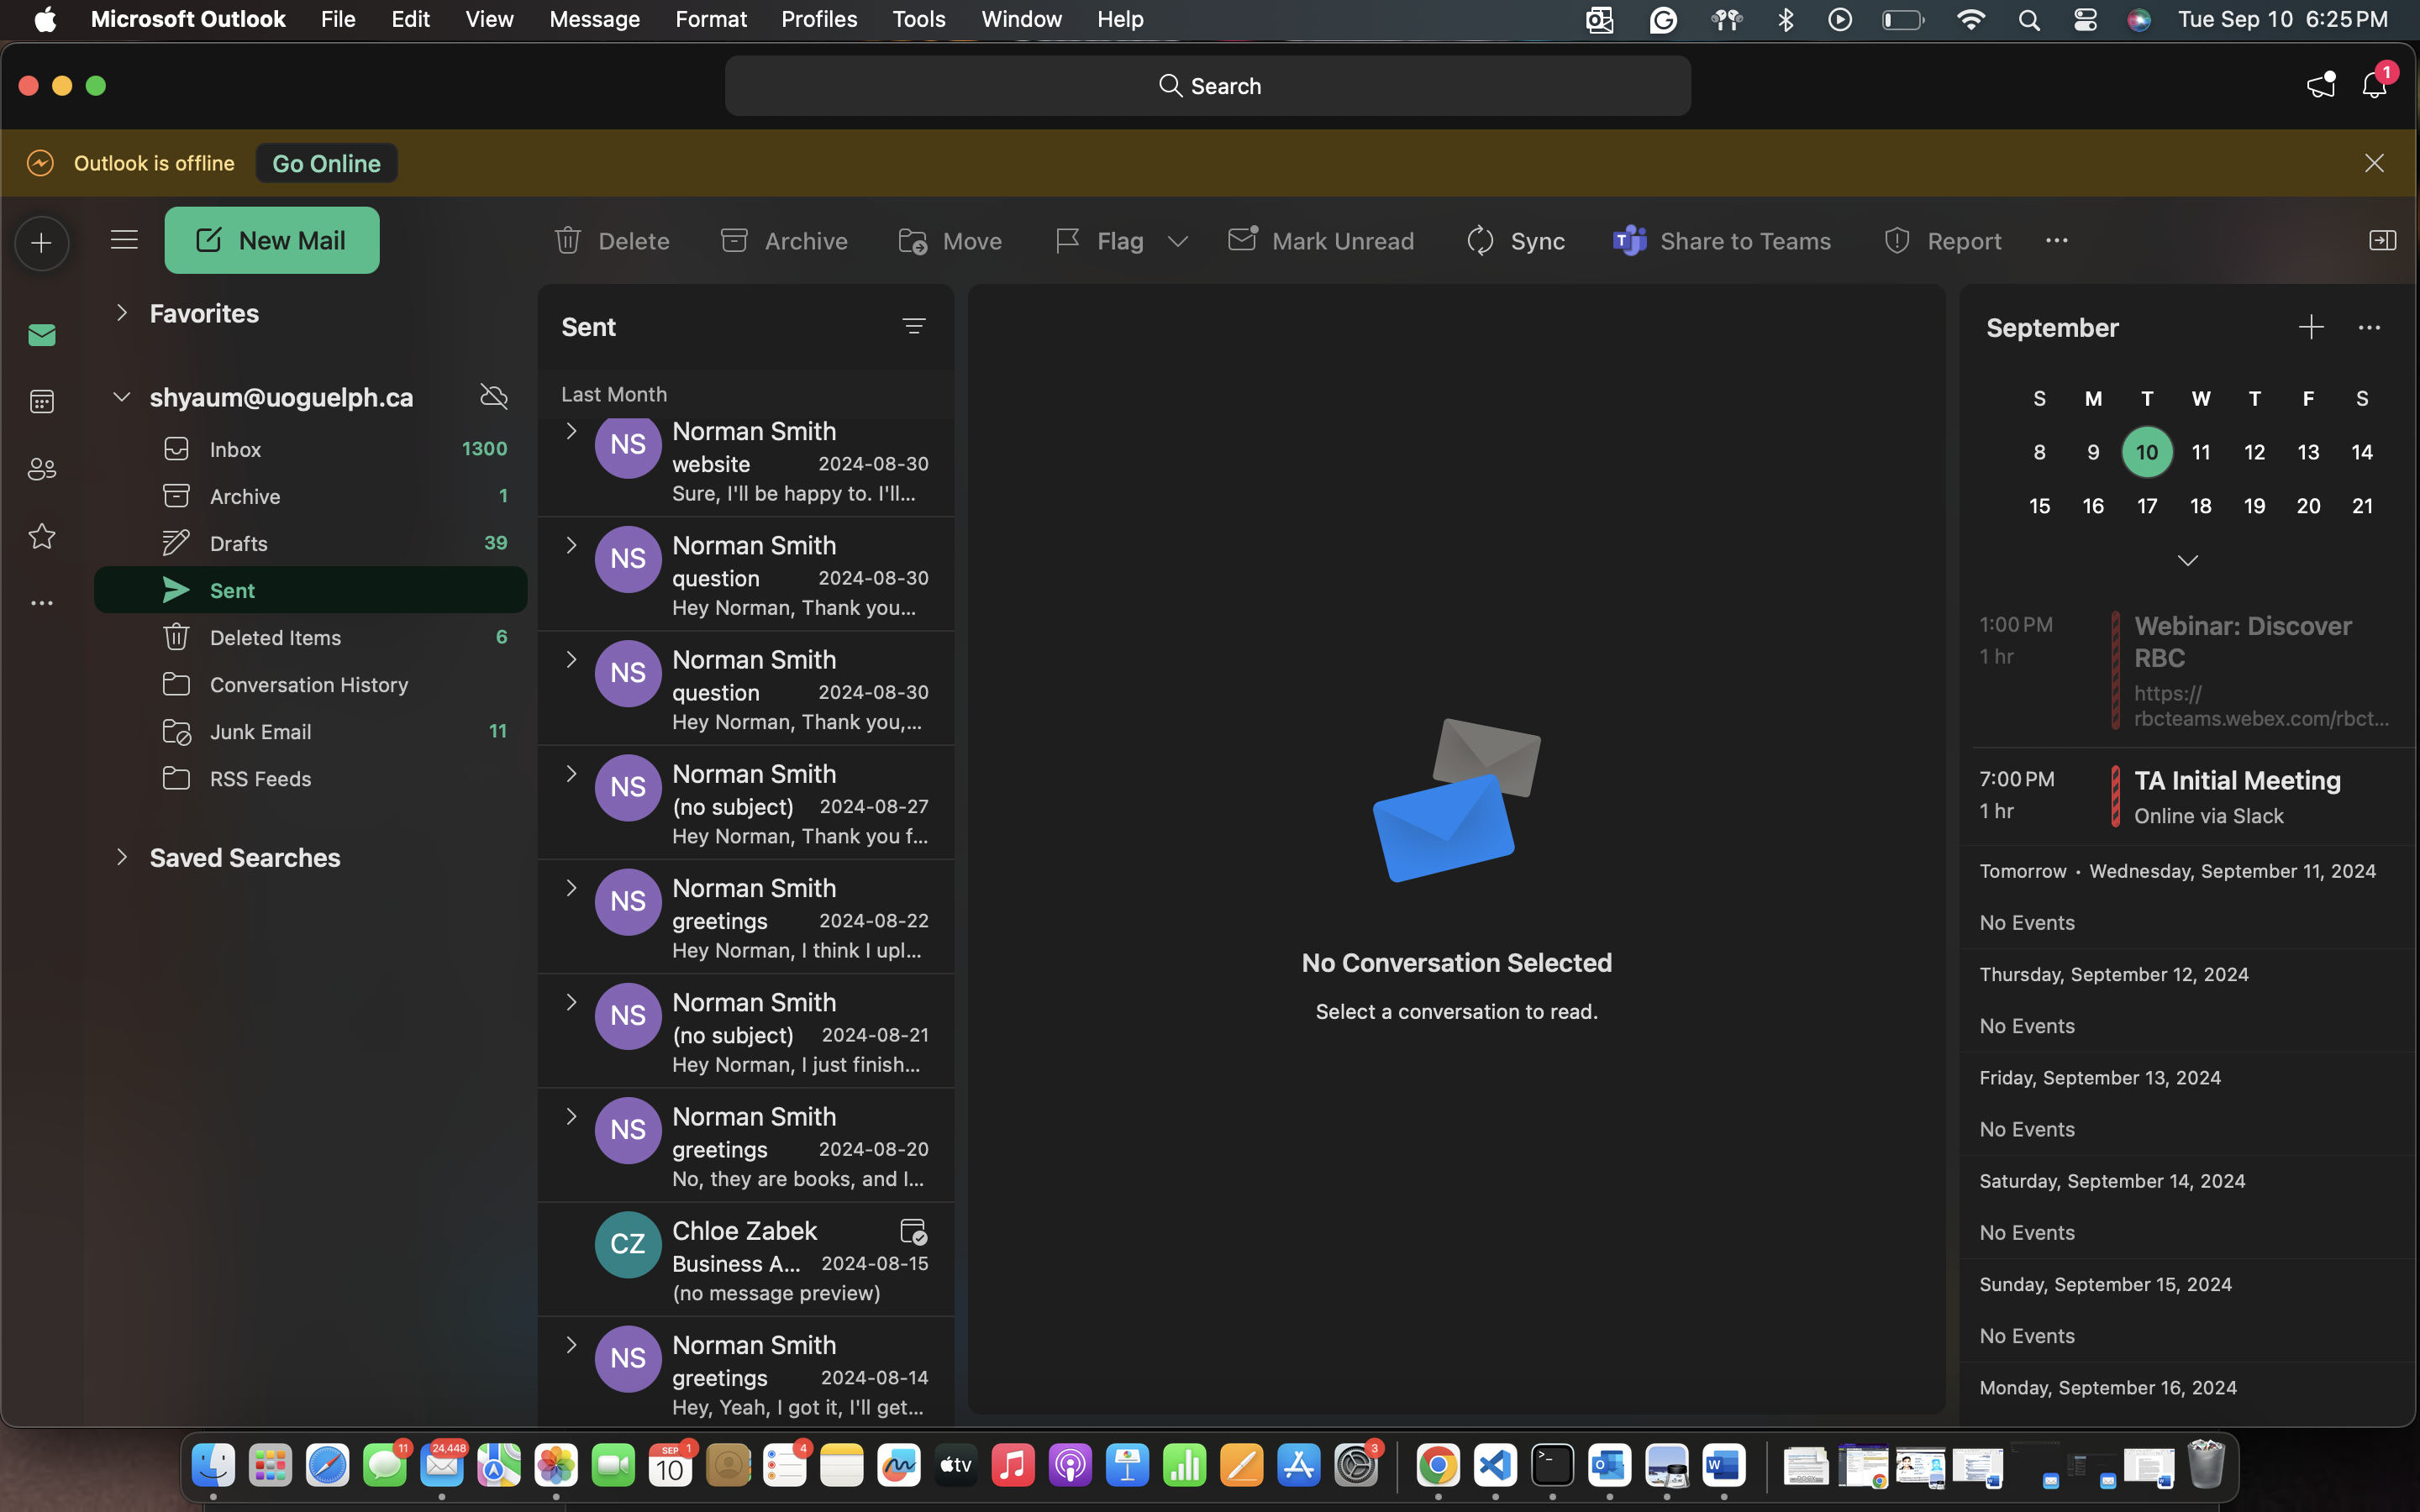 Microsoft Outlook File Edit View Message Format Profiles Tools Window Help Tue Sep 10 6:25 PM
Search
1
Outlook is offline Go Online
New Mail Delete Archive Move Flag Mark Unread Sync Share to Teams Report
Favorites
shyaum@uoguelph.ca
Inbox 1300
Archive 1
Drafts 39
Sent
Deleted Items 6
Conversation History
Junk Email 11
RSS Feeds
Saved Searches
Sent
Last Month
NS Norman Smith
website 2024-08-30
Sure, I'll be happy to. I'll...
NS Norman Smith
question 2024-08-30
Hey Norman, Thank you...
NS Norman Smith
question 2024-08-30
Hey Norman, Thank you,...
NS Norman Smith
(no subject) 2024-08-27
Hey Norman, Thank you f...
NS Norman Smith
greetings 2024-08-22
Hey Norman, I think I upl...
NS Norman Smith
(no subject) 2024-08-21
Hey Norman, I just finish...
NS Norman Smith
greetings 2024-08-20
No, they are books, and I...
CZ Chloe Zabek
Business A... 2024-08-15
(no message preview)
NS Norman Smith
greetings 2024-08-14
Hey, Yeah, I got it, I'll get...
No Conversation Selected
Select a conversation to read.
September
S M T W T F S
8 9 10 11 12 13 14
15 16 17 18 19 20 21
1:00 PM
1 hr
Webinar: Discover
RBC
https://
rbcteams.webex.com/rbct...
7:00 PM
1 hr
TA Initial Meeting
Online via Slack
Tomorrow • Wednesday, September 11, 2024
No Events
Thursday, September 12, 2024
No Events
Friday, September 13, 2024
No Events
Saturday, September 14, 2024
No Events
Sunday, September 15, 2024
No Events
Monday, September 16, 2024
11 24,448 SEP 1 10 4 tv 3